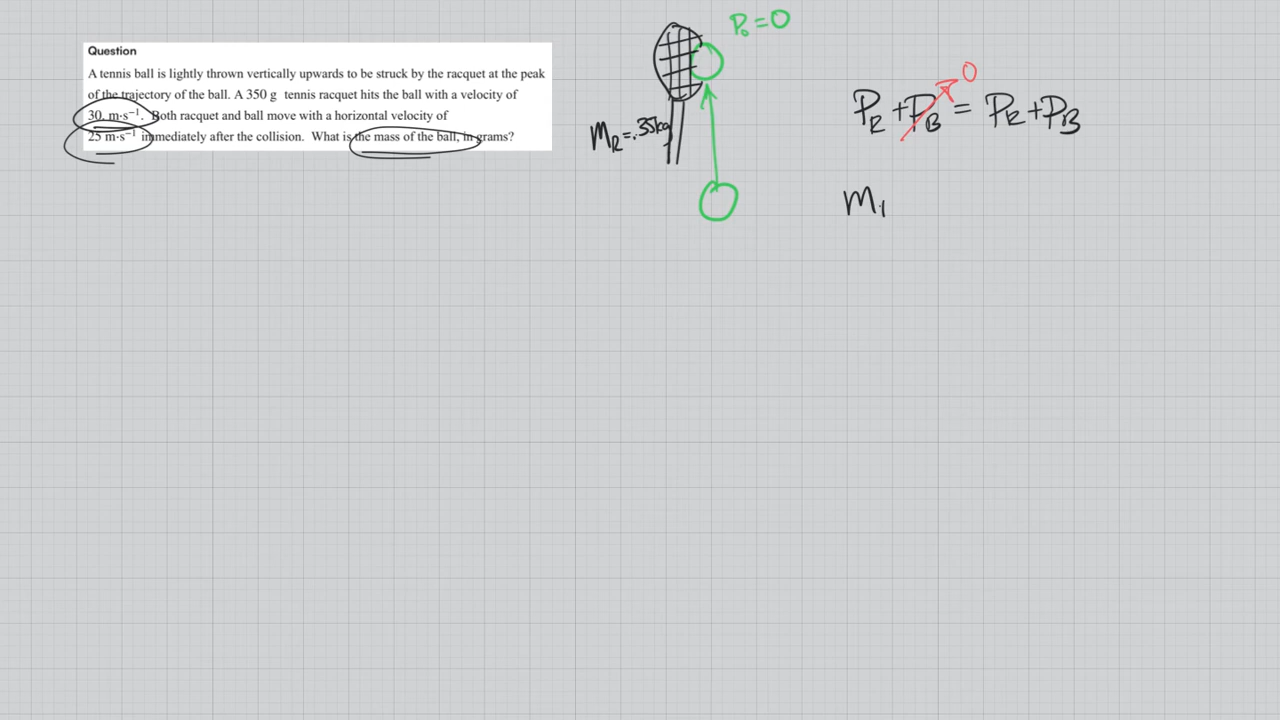 Question
A tennis ball is lightly thrown vertically upwards to be struck by the racquet at the peak
of the trajectory of the ball. A 350 g tennis racquet hits the ball with a velocity of
30. m·s⁻¹. Both racquet and ball move with a horizontal velocity of
25 m·s⁻¹ immediately after the collision. What is the mass of the ball, in grams?
P₀=0
M_R=.35kg
P_R+P_B=P_R+P_B
0
m₁